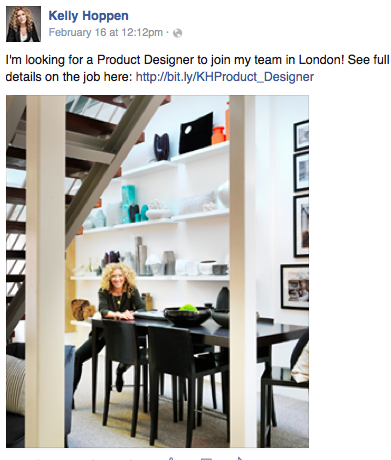 Kelly Hoppen
February 16 at 12:12pm ·
I'm looking for a Product Designer to join my team in London! See full
details on the job here: http://bit.ly/KHProduct_Designer